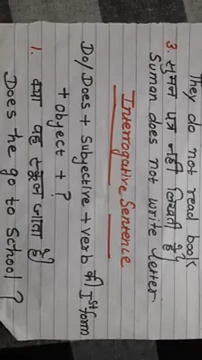 They do not read book
3. सुमन पत्र नहीं लिखती है?
Suman does not write letter.
Interrogative Sentence
Do/Does + Subjective + verb की Ist form
+ object + ?
1. क्या वह स्कूल जाता है
Does he go to School?